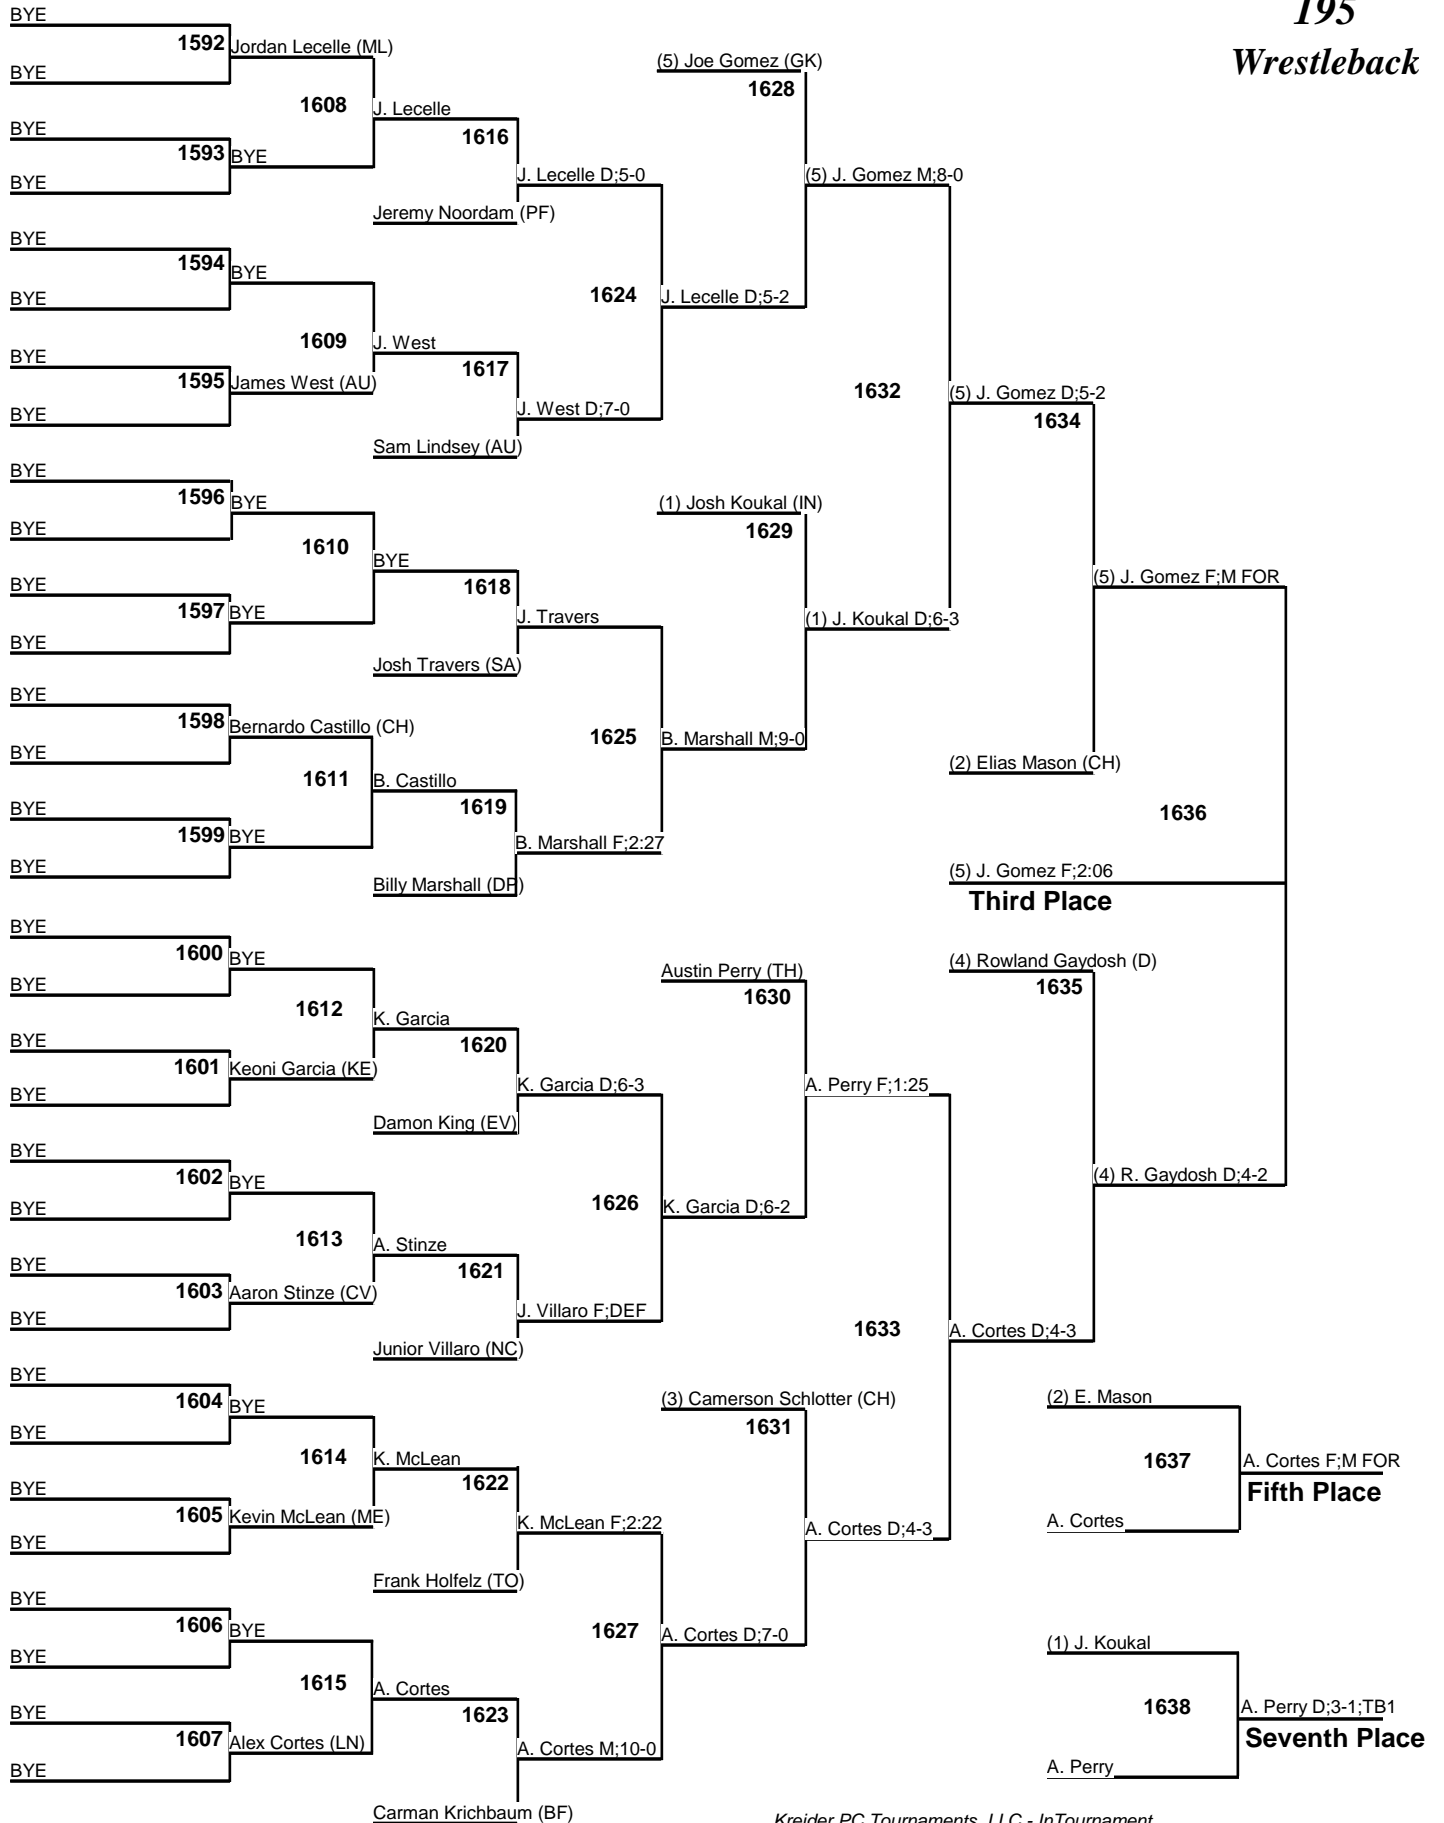 195
Wrestleback
BYE
1592
Jordan Lecelle (ML)
BYE
1608
J. Lecelle
BYE
1593
BYE
BYE
1616
J. Lecelle D;5-0
Jeremy Noordam (PF)
BYE
1594
BYE
BYE
1609
J. West
BYE
1595
James West (AU)
BYE
1617
J. West D;7-0
Sam Lindsey (AU)
1624
J. Lecelle D;5-2
(5) Joe Gomez (GK)
1628
(5) J. Gomez M;8-0
BYE
1596
BYE
BYE
1610
BYE
BYE
1597
BYE
BYE
1618
J. Travers
Josh Travers (SA)
BYE
1598
Bernardo Castillo (CH)
BYE
1611
B. Castillo
BYE
1599
BYE
BYE
1619
B. Marshall F;2:27
Billy Marshall (DP)
1625
B. Marshall M;9-0
(1) Josh Koukal (IN)
1629
(1) J. Koukal D;6-3
1632
(5) J. Gomez D;5-2
1634
(5) J. Gomez F;M FOR
(2) Elias Mason (CH)
1636
(5) J. Gomez F;2:06
Third Place
BYE
1600
BYE
BYE
1612
K. Garcia
BYE
1601
Keoni Garcia (KE)
BYE
1620
K. Garcia D;6-3
Damon King (EV)
BYE
1602
BYE
BYE
1613
A. Stinze
BYE
1603
Aaron Stinze (CV)
BYE
1621
J. Villaro F;DEF
Junior Villaro (NC)
1626
K. Garcia D;6-2
Austin Perry (TH)
1630
A. Perry F;1:25
BYE
1604
BYE
BYE
1614
K. McLean
BYE
1605
Kevin McLean (ME)
BYE
1622
K. McLean F;2:22
Frank Holfelz (TO)
BYE
1606
BYE
BYE
1615
A. Cortes
BYE
1607
Alex Cortes (LN)
BYE
1623
A. Cortes M;10-0
Carman Krichbaum (BF)
1627
A. Cortes D;7-0
(3) Camerson Schlotter (CH)
1631
A. Cortes D;4-3
1633
A. Cortes D;4-3
(4) Rowland Gaydosh (D)
1635
(4) R. Gaydosh D;4-2
(2) E. Mason
1637
A. Cortes F;M FOR
Fifth Place
A. Cortes
(1) J. Koukal
1638
A. Perry D;3-1;TB1
Seventh Place
A. Perry
Kreider PC Tournaments, LLC - InTournament